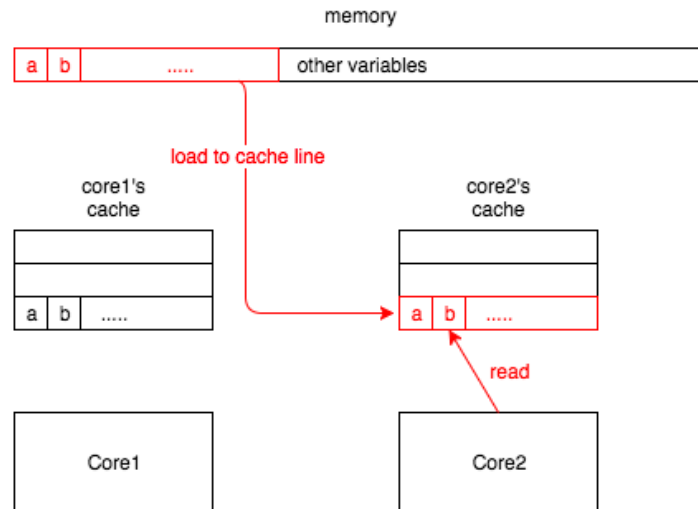 memory
a b ..... other variables
load to cache line
core1's
cache
core2's
cache
a b .....
a b .....
read
Core1
Core2